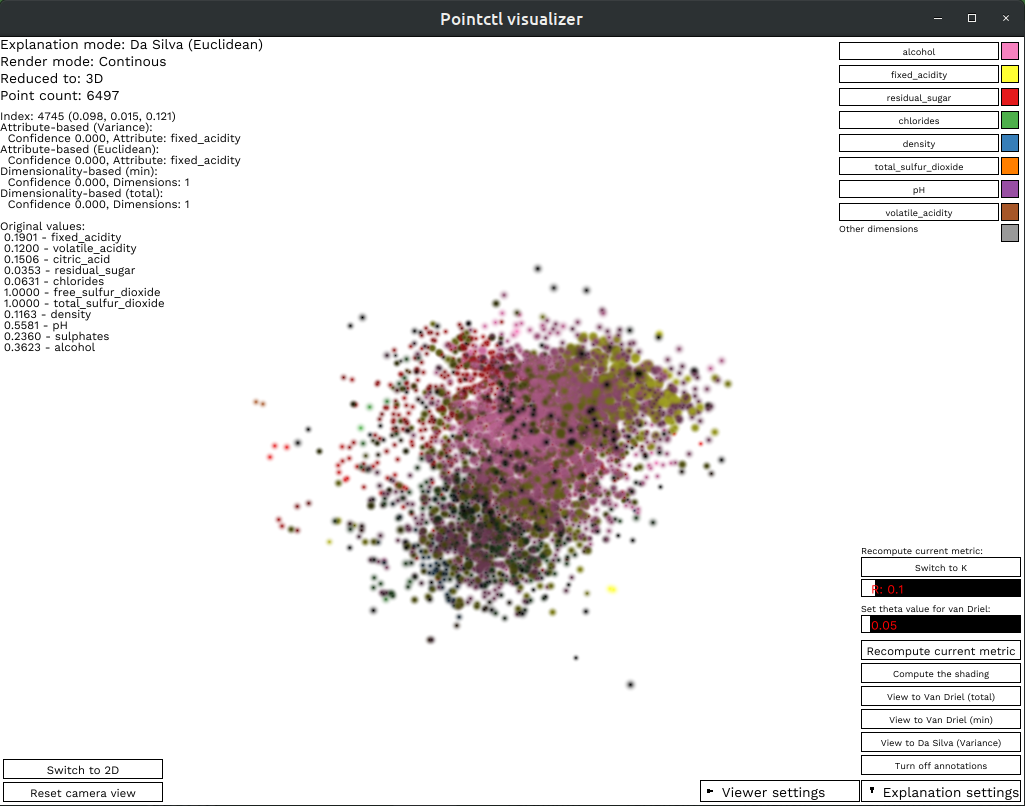 Pointctl visualizer
Explanation mode: Da Silva (Euclidean)
Render mode: Continous
Reduced to: 3D
Point count: 6497
Index: 4745 (0.098, 0.015, 0.121)
Attribute-based (Variance):
Confidence 0.000, Attribute: fixed_acidity
Attribute-based (Euclidean):
Confidence 0.000, Attribute: fixed_acidity
Dimensionality-based (min):
Confidence 0.000, Dimensions: 1
Dimensionality-based (total):
Confidence 0.000, Dimensions: 1
Original values:
0.1901 - fixed_acidity
0.1200 - volatile_acidity
0.1506 - citric_acid
0.0353 - residual_sugar
0.0631 - chlorides
1.0000 - free_sulfur_dioxide
1.0000 - total_sulfur_dioxide
0.1163 - density
0.5581 - pH
0.2360 - sulphates
0.3623 - alcohol
alcohol
fixed_acidity
residual_sugar
chlorides
density
total_sulfur_dioxide
pH
volatile_acidity
Other dimensions
Recompute current metric:
Switch to K
R: 0.1
Set theta value for van Driel:
0.05
Recompute current metric
Compute the shading
View to Van Driel (total)
View to Van Driel (min)
View to Da Silva (Variance)
Turn off annotations
Switch to 2D
Reset camera view
Viewer settings
Explanation settings